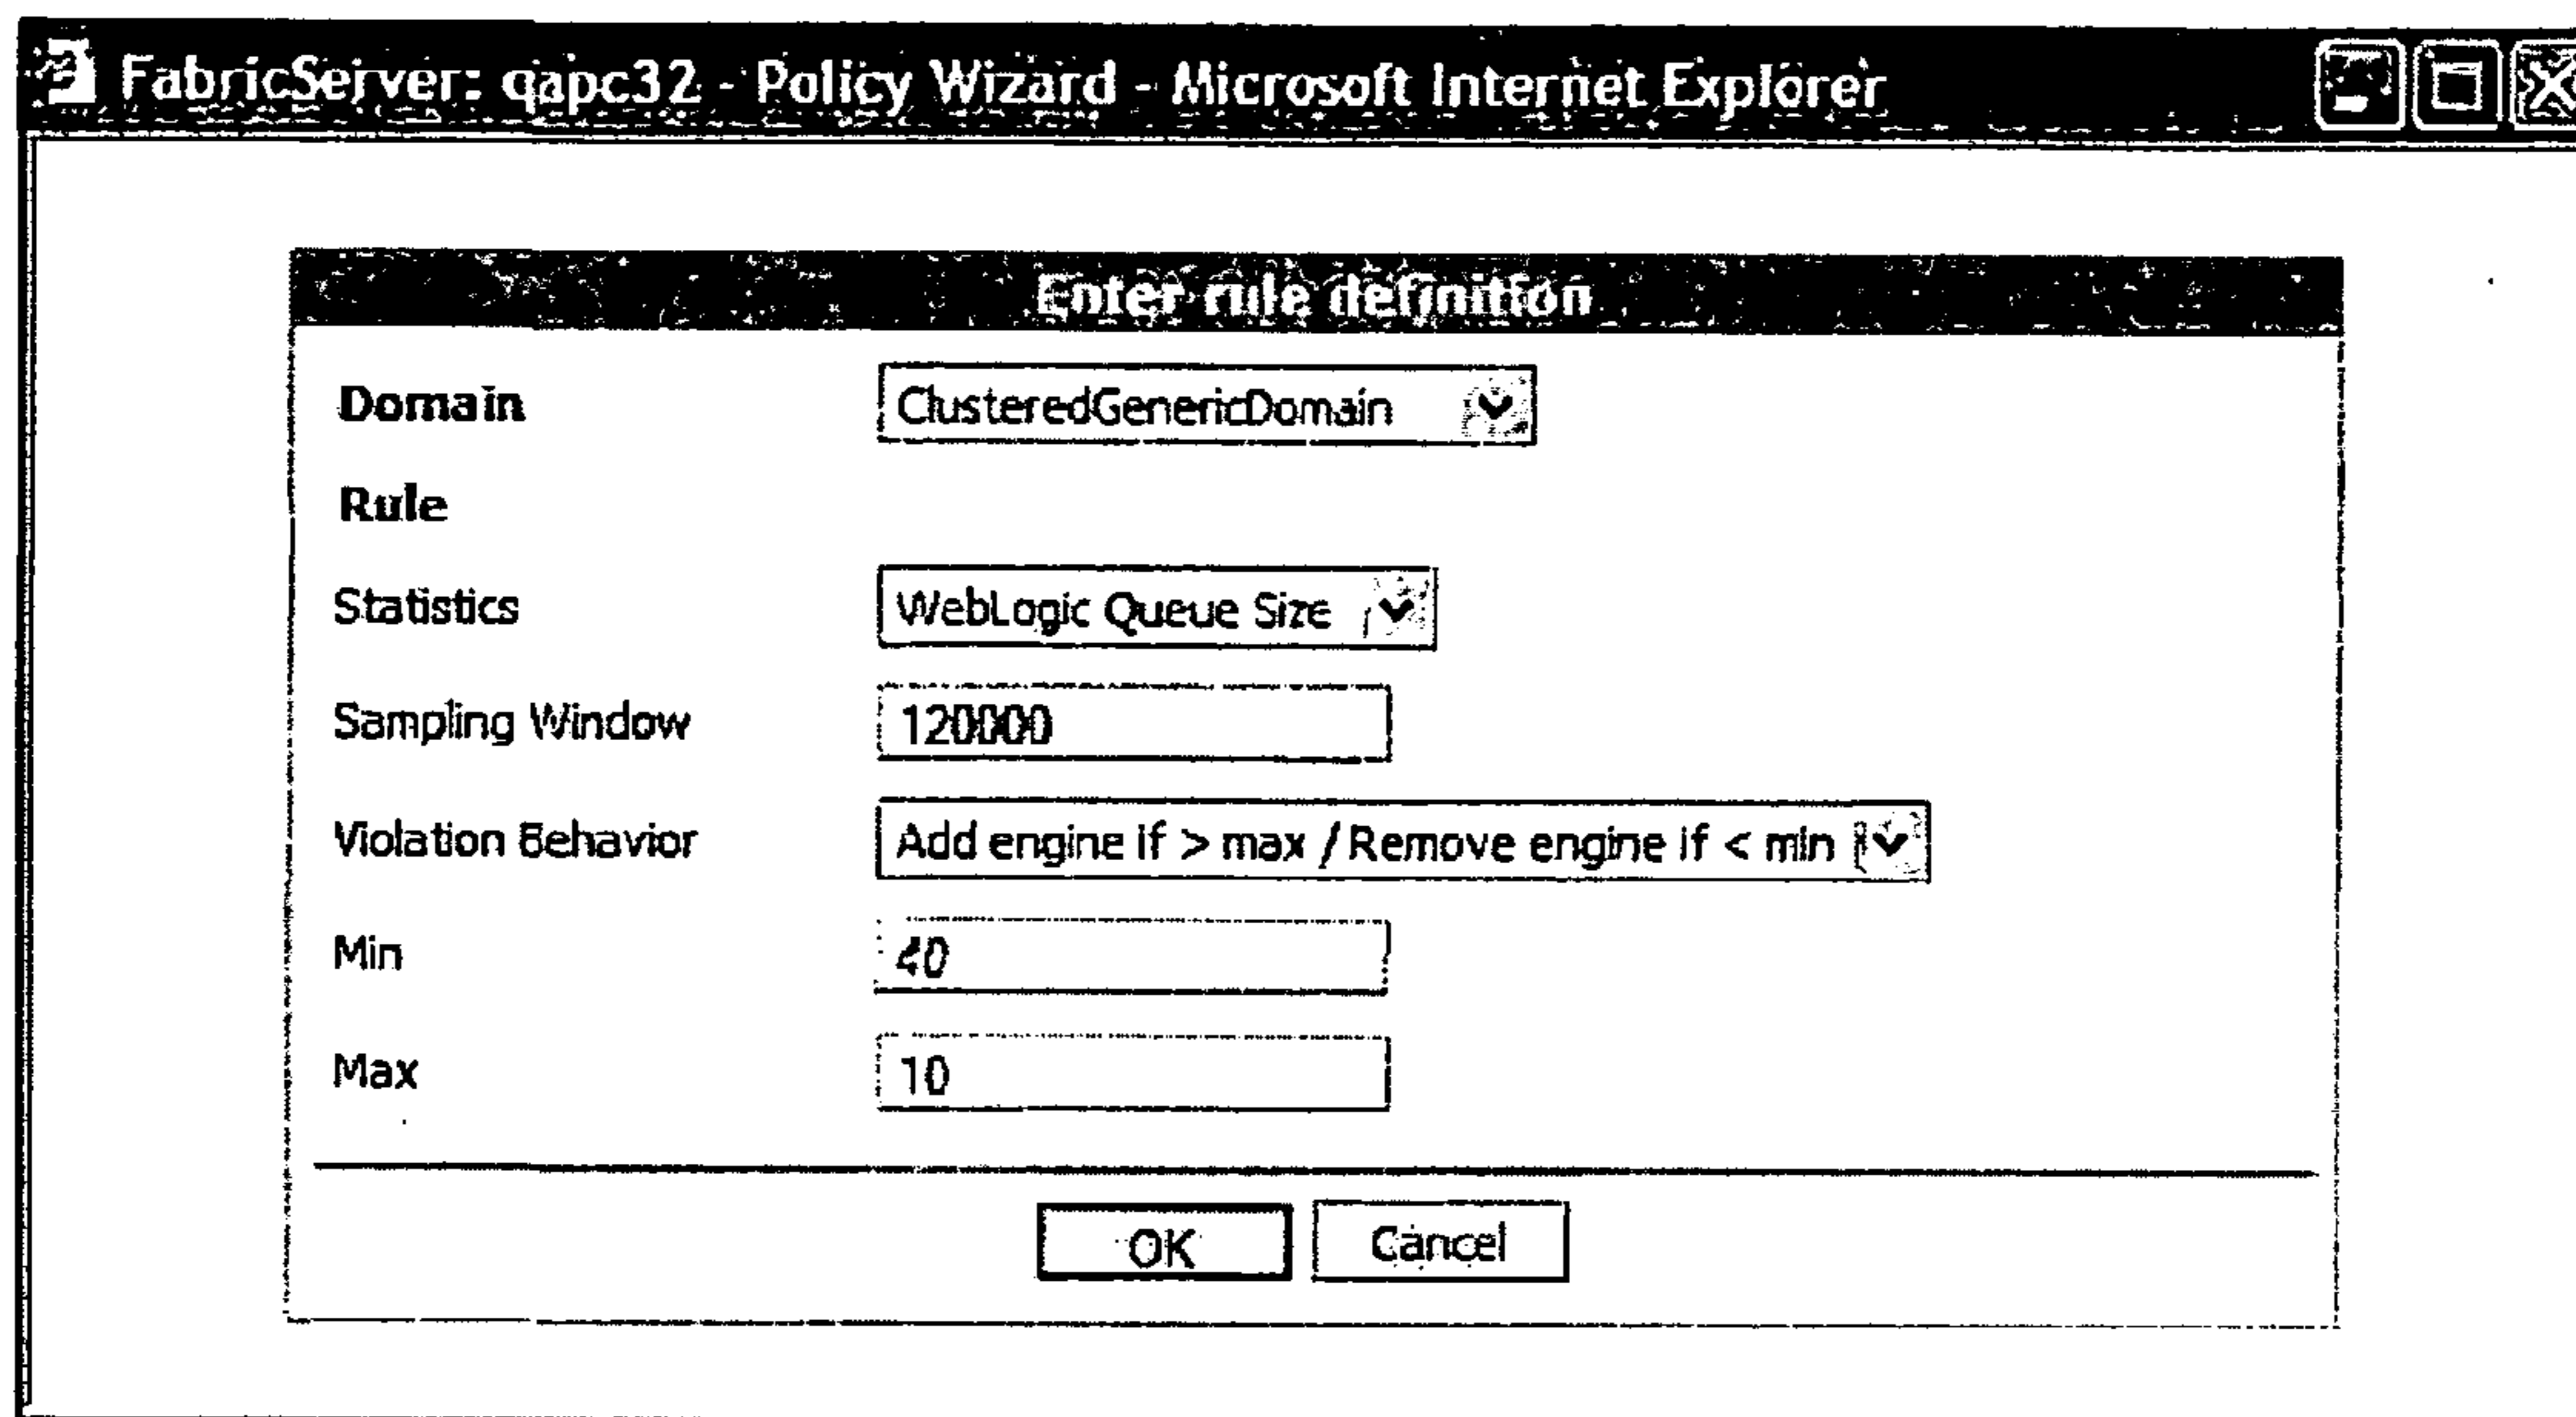 FabricServer: qapc32 - Policy Wizard - Microsoft Internet Explorer
Enter rule definition
Domain ClusteredGenericDomain
Rule
Statistics WebLogic Queue Size
Sampling Window 120000
Violation Behavior Add engine if > max / Remove engine if < min
Min 40
Max 10
OK Cancel